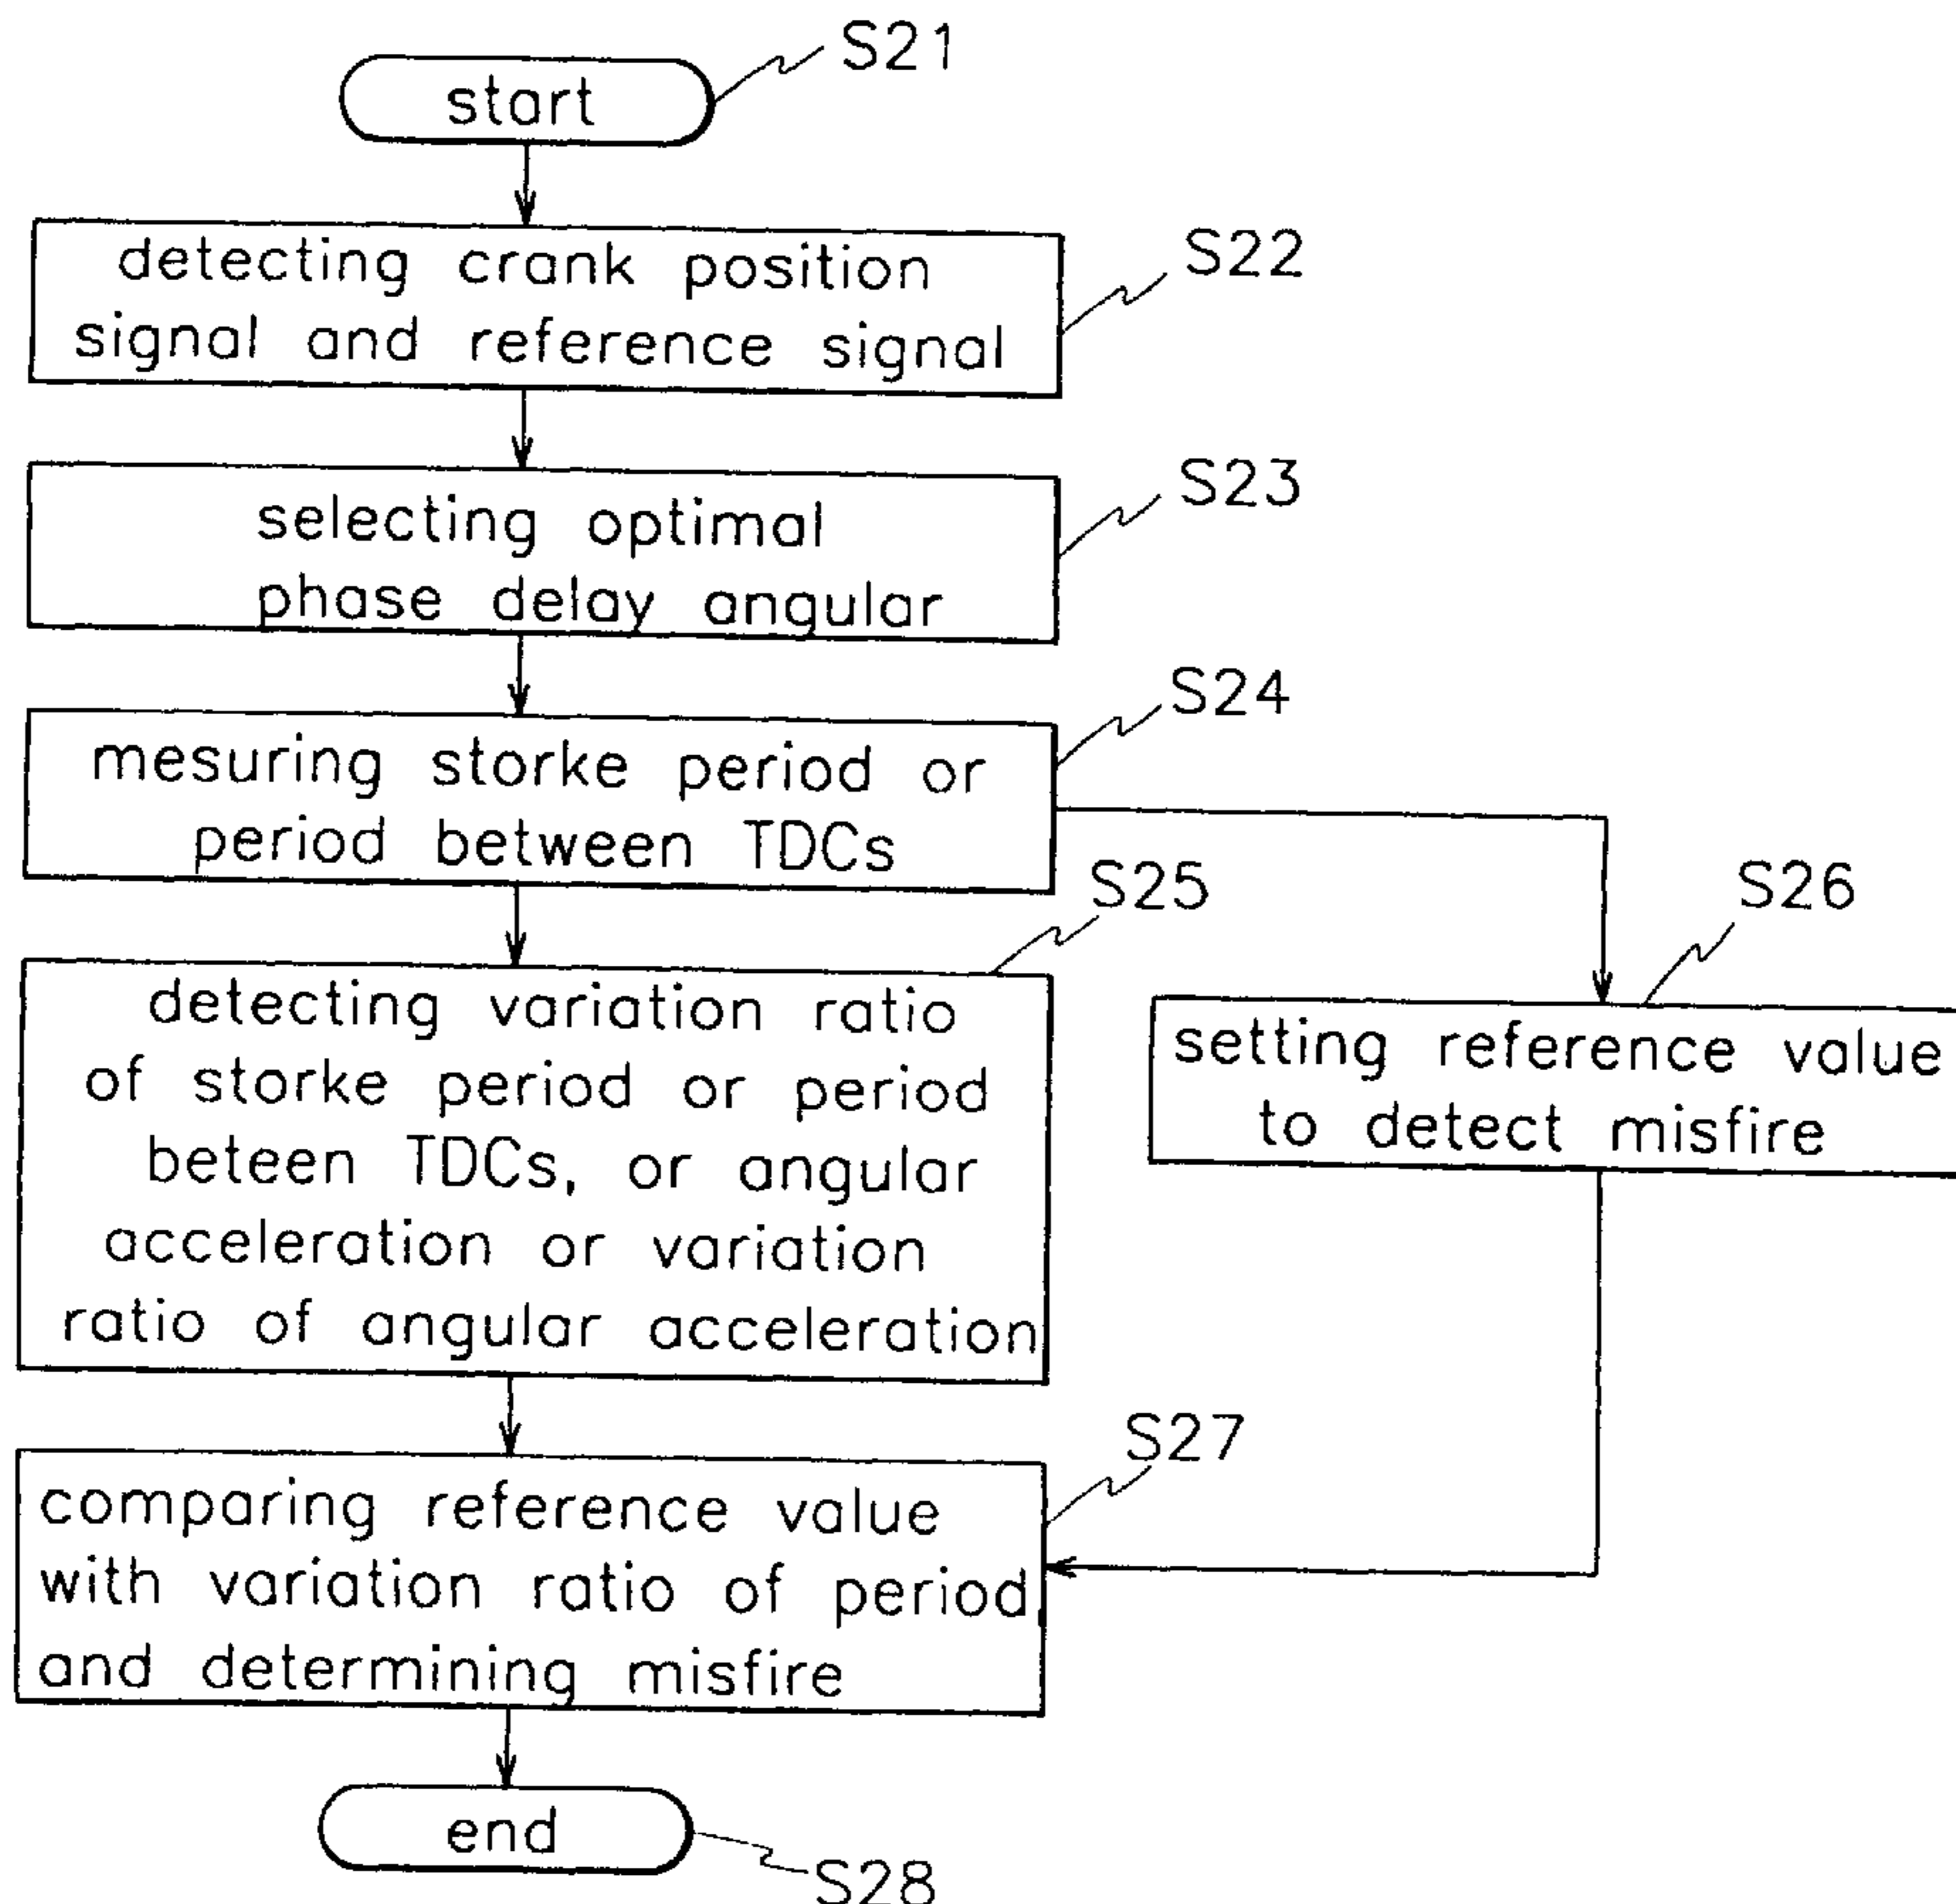 S21
start
S22
detecting crank position
signal and reference signal
S23
selecting optimal
phase delay angular
S24
mesuring storke period or
period between TDCs
S25
detecting variation ratio
of storke period or period
beteen TDCs, or angular
acceleration or variation
ratio of angular acceleration
S26
setting reference value
to detect misfire
S27
comparing reference value
with variation ratio of period
and determining misfire
end
S28